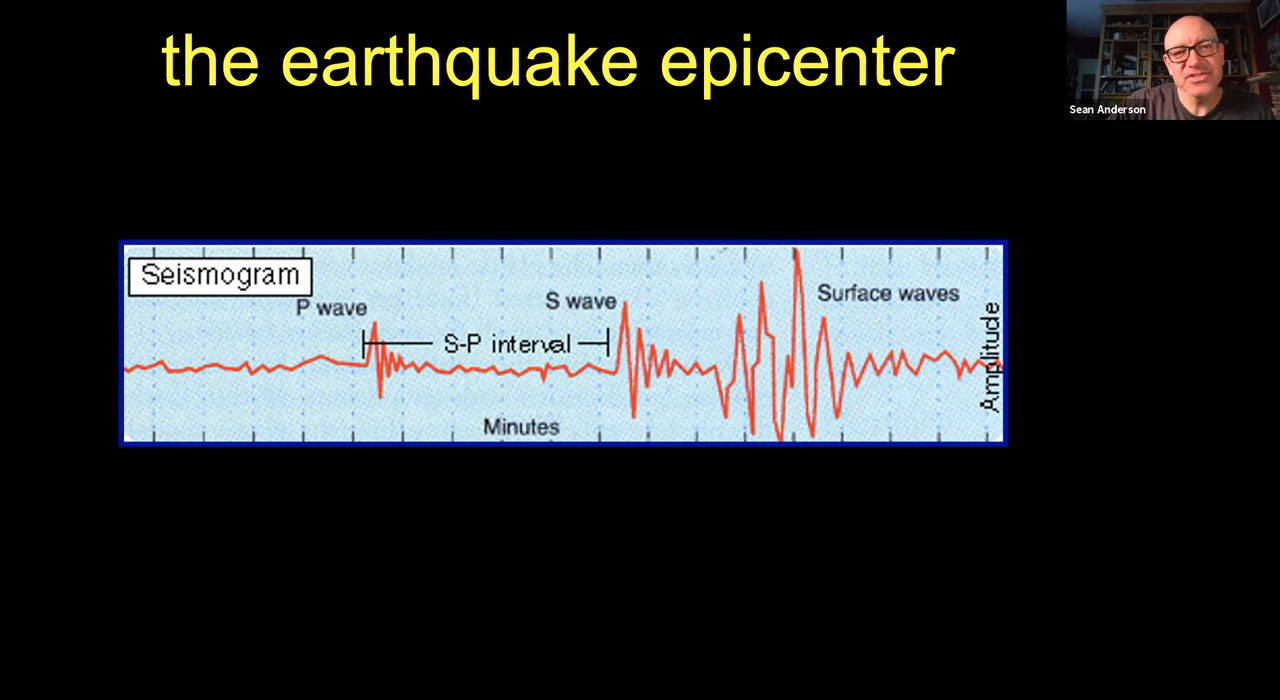 the earthquake epicenter
Sean Anderson
Seismogram
P wave
S wave
Surface waves
S-P interval
Amplitude
Minutes